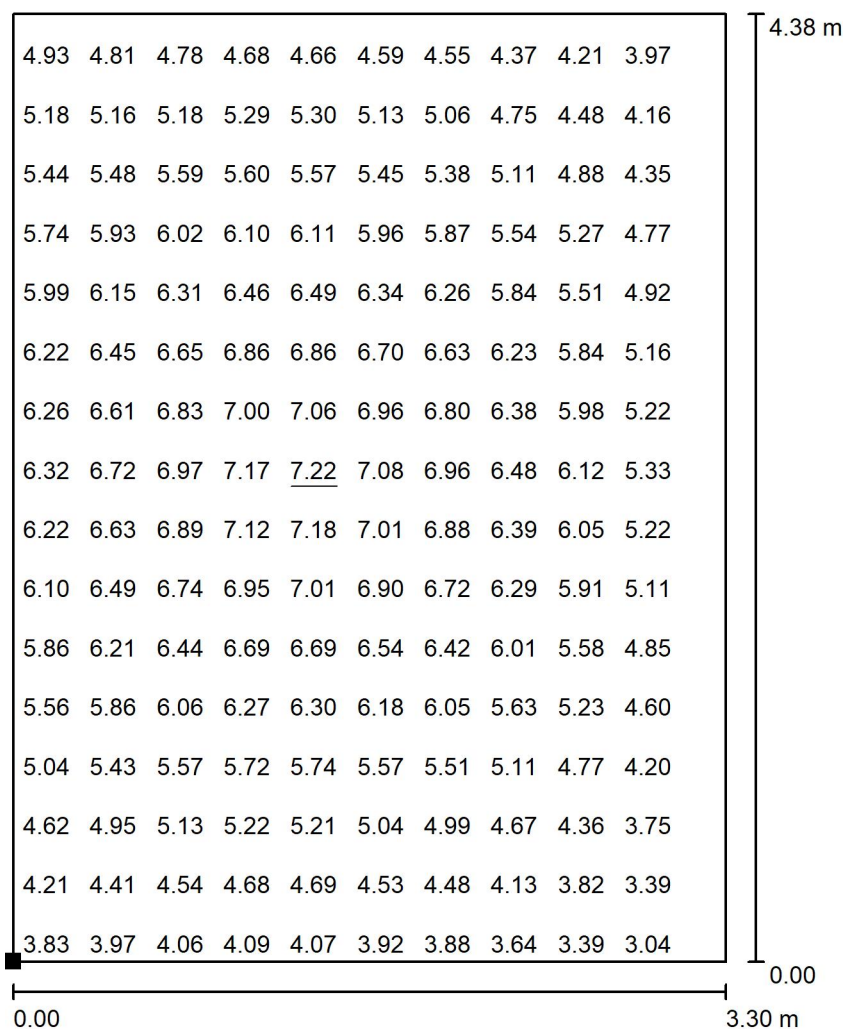 4.38 m
4.93 4.81 4.78 4.68 4.66 4.59 4.55 4.37 4.21 3.97
5.18 5.16 5.18 5.29 5.30 5.13 5.06 4.75 4.48 4.16
5.44 5.48 5.59 5.60 5.57 5.45 5.38 5.11 4.88 4.35
5.74 5.93 6.02 6.10 6.11 5.96 5.87 5.54 5.27 4.77
5.99 6.15 6.31 6.46 6.49 6.34 6.26 5.84 5.51 4.92
6.22 6.45 6.65 6.86 6.86 6.70 6.63 6.23 5.84 5.16
6.26 6.61 6.83 7.00 7.06 6.96 6.80 6.38 5.98 5.22
6.32 6.72 6.97 7.17 7.22 7.08 6.96 6.48 6.12 5.33
6.22 6.63 6.89 7.12 7.18 7.01 6.88 6.39 6.05 5.22
6.10 6.49 6.74 6.95 7.01 6.90 6.72 6.29 5.91 5.11
5.86 6.21 6.44 6.69 6.69 6.54 6.42 6.01 5.58 4.85
5.56 5.86 6.06 6.27 6.30 6.18 6.05 5.63 5.23 4.60
5.04 5.43 5.57 5.72 5.74 5.57 5.51 5.11 4.77 4.20
4.62 4.95 5.13 5.22 5.21 5.04 4.99 4.67 4.36 3.75
4.21 4.41 4.54 4.68 4.69 4.53 4.48 4.13 3.82 3.39
3.83 3.97 4.06 4.09 4.07 3.92 3.88 3.64 3.39 3.04
0.00
0.00 3.30 m